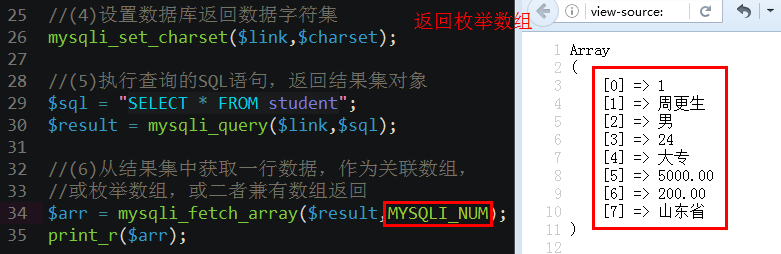 25 //(4)设置数据库返回数据字符集
26 mysqli_set_charset($link,$charset);
27
28 //(5)执行查询的SQL语句，返回结果集对象
29 $sql = "SELECT * FROM student";
30 $result = mysqli_query($link,$sql);
31
32 //(6)从结果集中获取一行数据，作为关联数组，
33 //或枚举数组，或二者兼有数组返回
34 $arr = mysqli_fetch_array($result,MYSQLI_NUM);
35 print_r($arr);
返回枚举数组
view-source:
1 Array
2 (
3 [0] => 1
4 [1] => 周更生
5 [2] => 男
6 [3] => 24
7 [4] => 大专
8 [5] => 5000.00
9 [6] => 200.00
10 [7] => 山东省
11 )
12